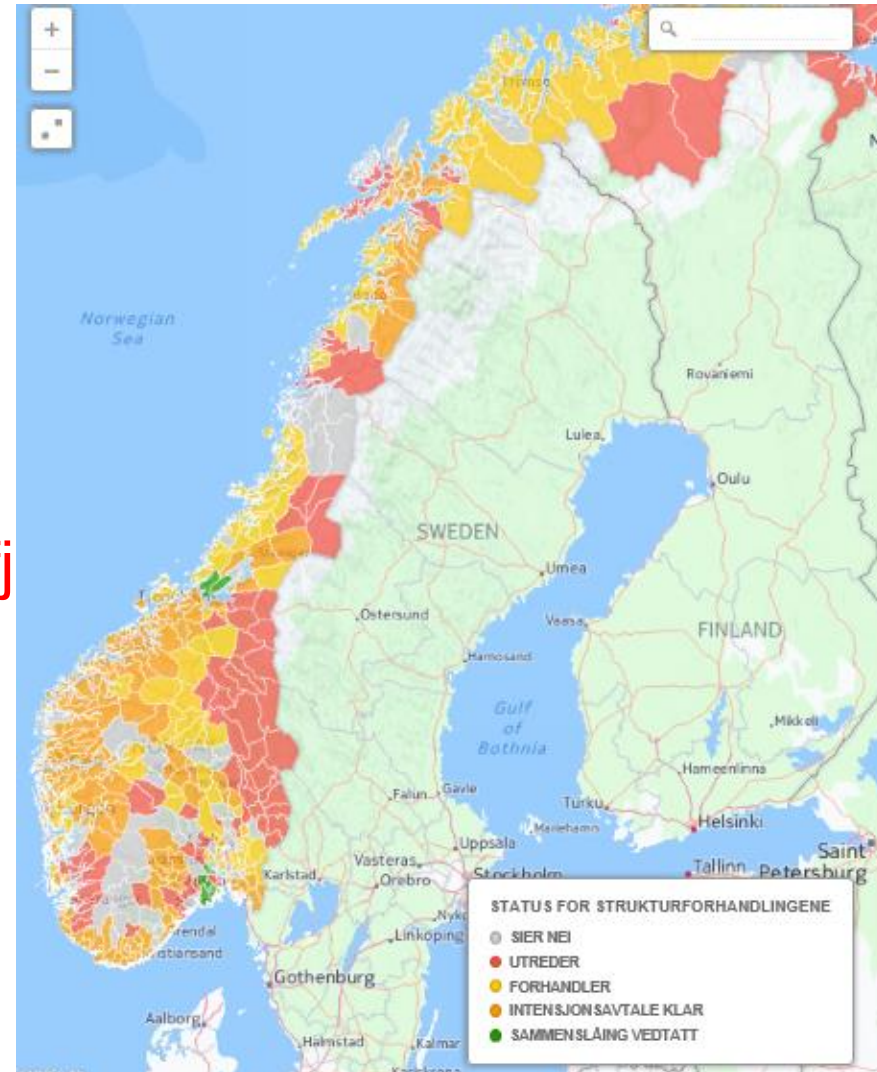 +
−
Norwegian
Sea
Rovaniemi
Lulea
Oulu
SWEDEN
Umea
j
Ostersund
Vaasa
FINLAND
Harnosand
Gulf
of
Bothnia
Mikkeli
Hameenlinna
Falun
Gavle
Turku
Helsinki
Mariehamn
Uppsala
Saint
Petersburg
Tallinn
Vasteras
Karlstad
Orebro
Stockholm
STATUS FOR STRUKTURFORHANDLINGENE
SIER NEI
UTREDER
FORHANDLER
INTENSJONSAVTALE KLAR
SAMMENSLÅING VEDTATT
Linkoping
Gothenburg
Aalborg
Halmstad
Kalmar